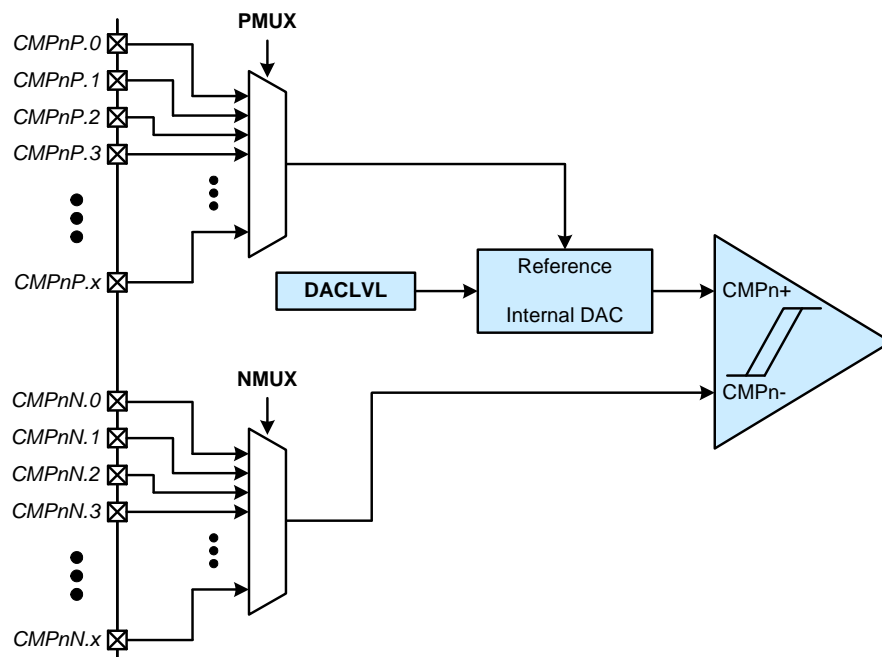 PMUX
CMPnP.0
CMPnP.1
CMPnP.2
CMPnP.3
CMPnP.x
DACLVL
Reference
Internal DAC
CMPn+
CMPn-
NMUX
CMPnN.0
CMPnN.1
CMPnN.2
CMPnN.3
CMPnN.x